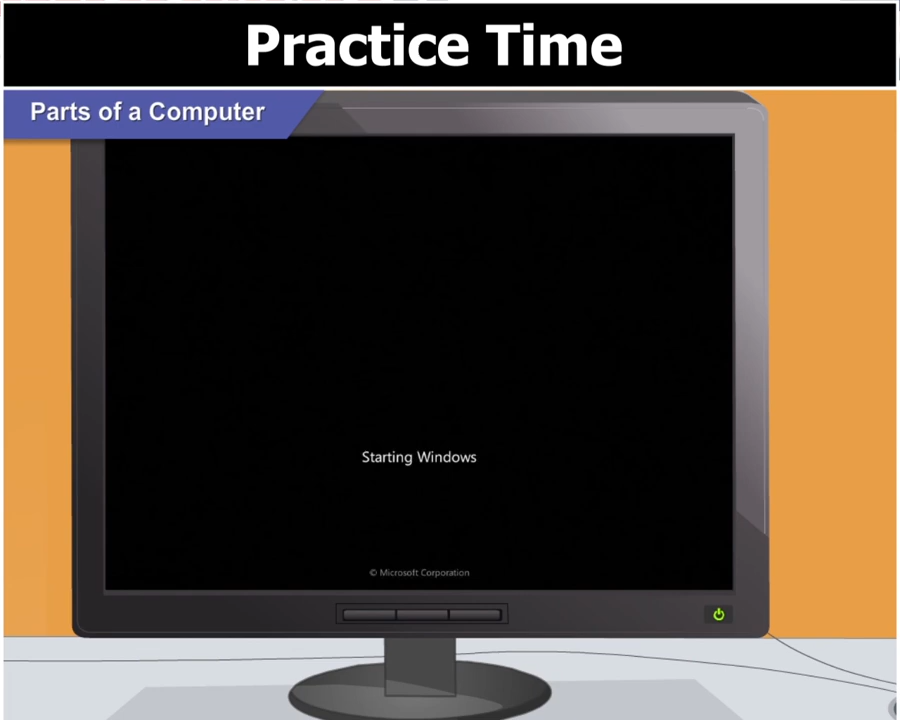 Practice Time
Parts of a Computer
Starting Windows
© Microsoft Corporation